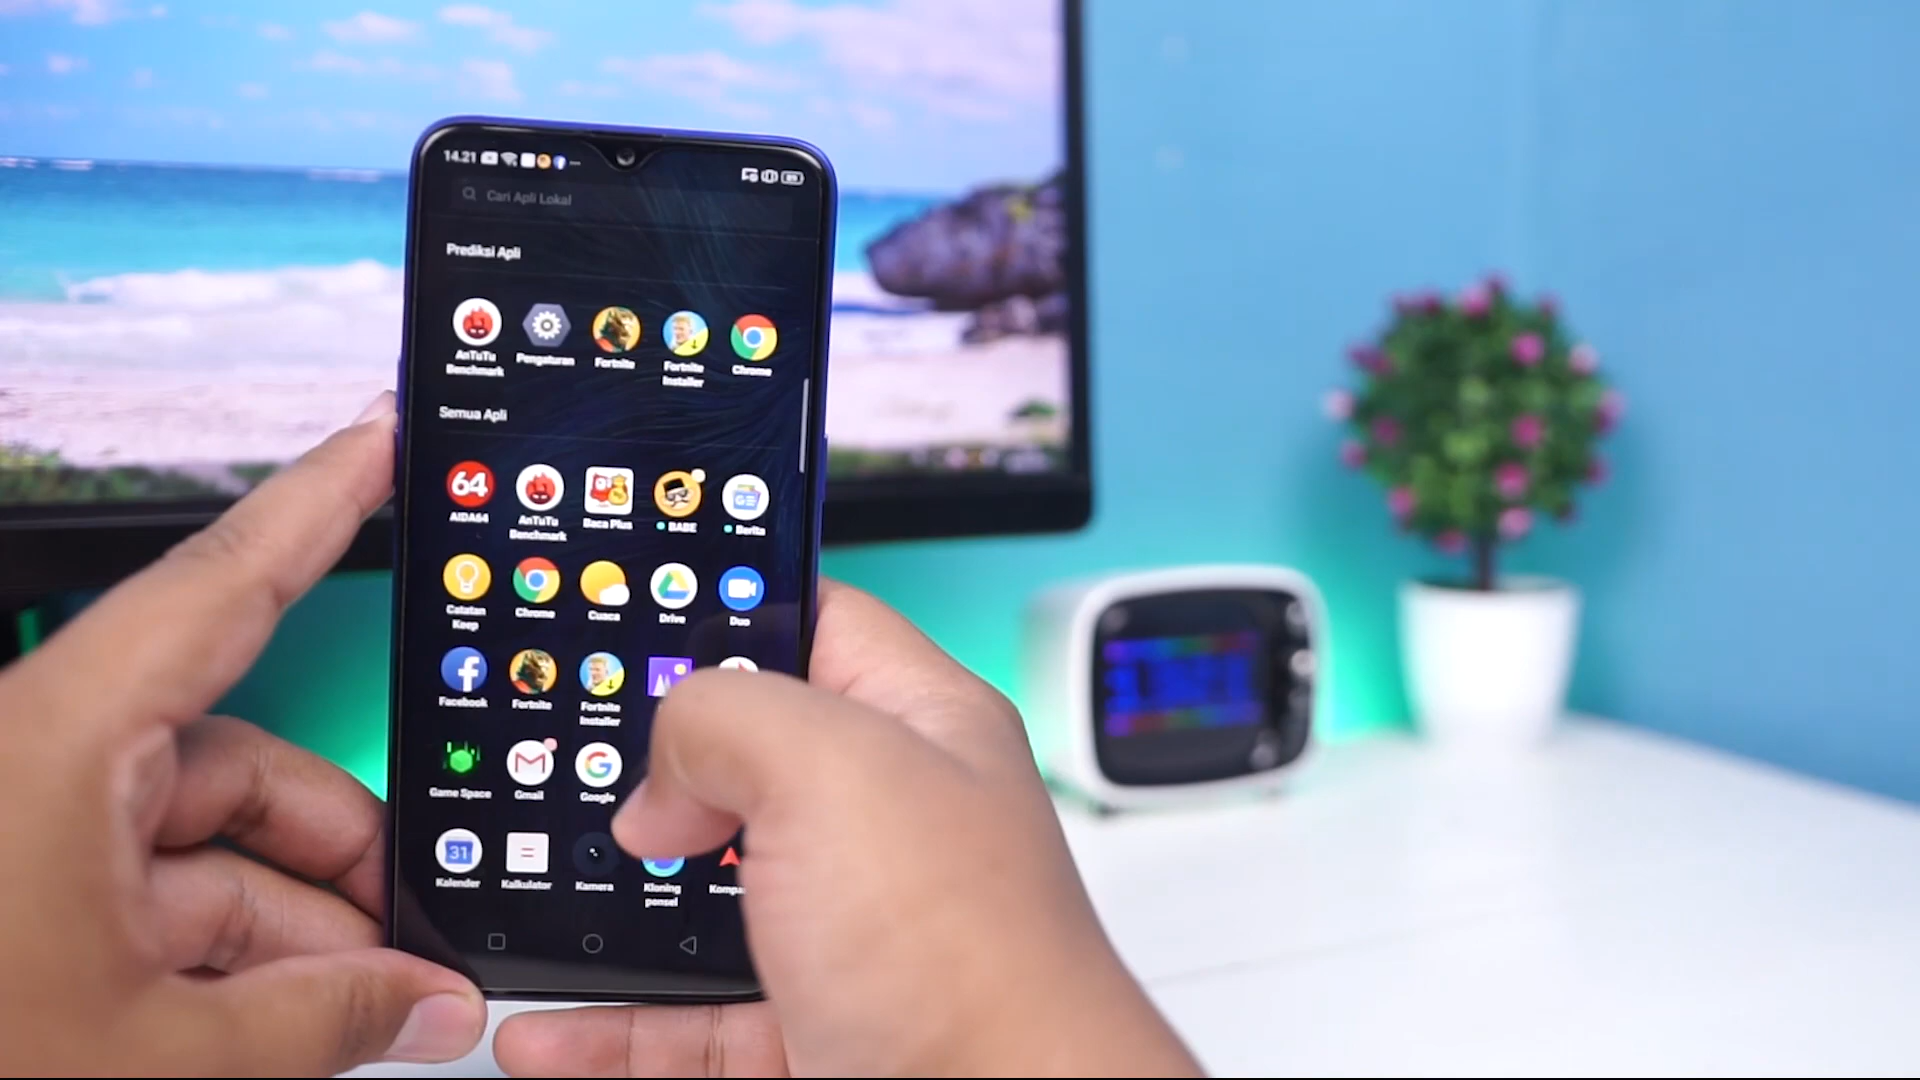 14.21
89
Cari Apli Lokal
Prediksi Apli
AnTuTu Benchmark
Pengaturan
Fortnite
Fortnite Installer
Chrome
Semua Apli
64
AIDA64
AnTuTu Benchmark
Baca Plus
BABE
Berita
Catatan Keep
Chrome
Cuaca
Drive
Duo
Facebook
Fortnite
Fortnite Installer
Game Space
Gmail
Google
31
Kalender
Kalkulator
Kamera
Kloning ponsel
Kompa